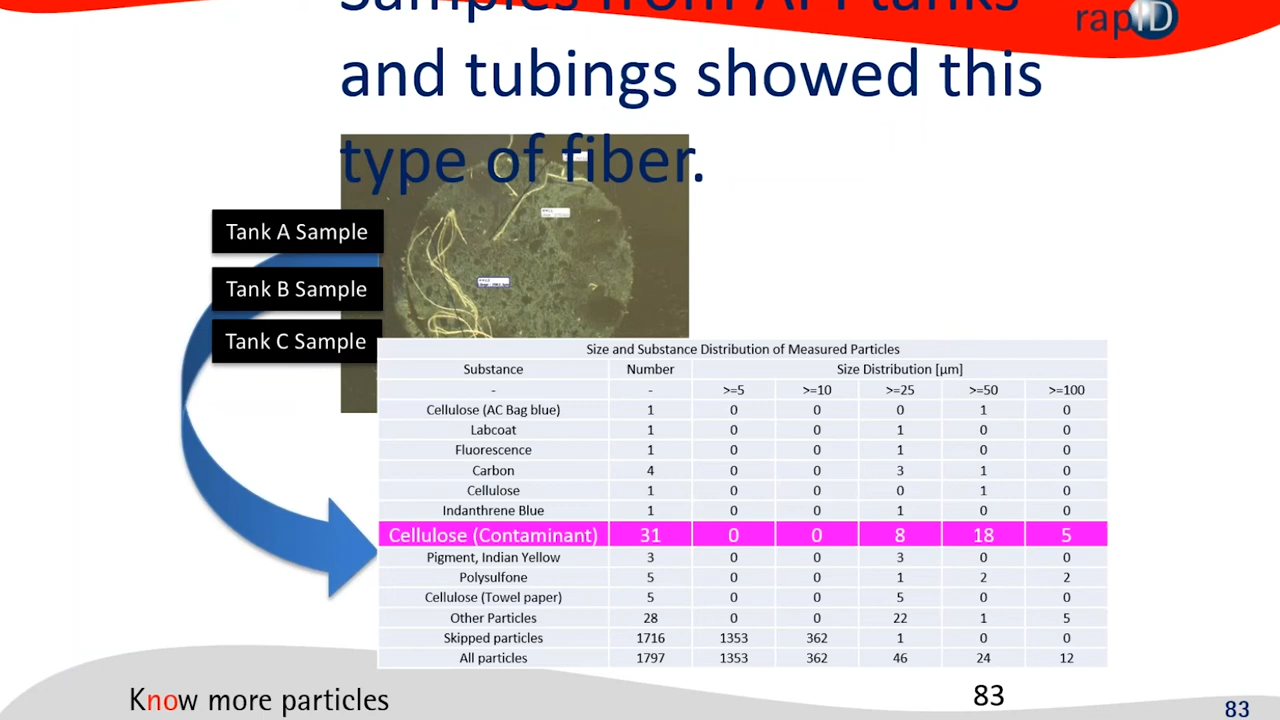 Samples from API tanks
and tubings showed this
type of fiber.
rapID
Tank A Sample
Tank B Sample
Tank C Sample
Size and Substance Distribution of Measured Particles
Substance Number Size Distribution [µm]
- - >=5 >=10 >=25 >=50 >=100
Cellulose (AC Bag blue) 1 0 0 0 1 0
Labcoat 1 0 0 1 0 0
Fluorescence 1 0 0 1 0 0
Carbon 4 0 0 3 1 0
Cellulose 1 0 0 0 1 0
Indanthrene Blue 1 0 0 1 0 0
Cellulose (Contaminant) 31 0 0 8 18 5
Pigment, Indian Yellow 3 0 0 3 0 0
Polysulfone 5 0 0 1 2 2
Cellulose (Towel paper) 5 0 0 5 0 0
Other Particles 28 0 0 22 1 5
Skipped particles 1716 1353 362 1 0 0
All particles 1797 1353 362 46 24 12
Know more particles
83
83